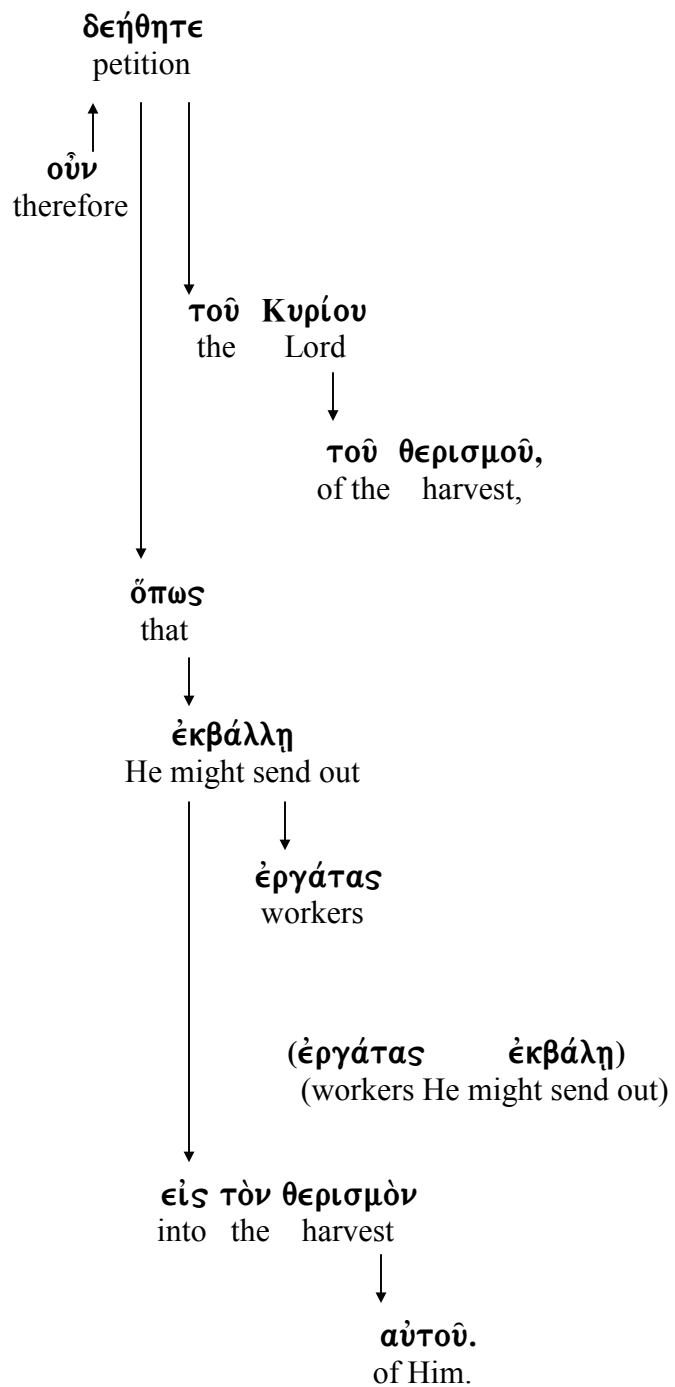 δεήθητε
petition
οὖν
therefore
τοῦ Κυρίου
the Lord
τοῦ θερισμοῦ,
of the harvest,
ὅπως
that
ἐκβάλλῃ
He might send out
ἐργάτας
workers
(ἐργάτας ἐκβάλῃ)
(workers He might send out)
εἰς τὸν θερισμὸν
into the harvest
αὐτοῦ.
of Him.